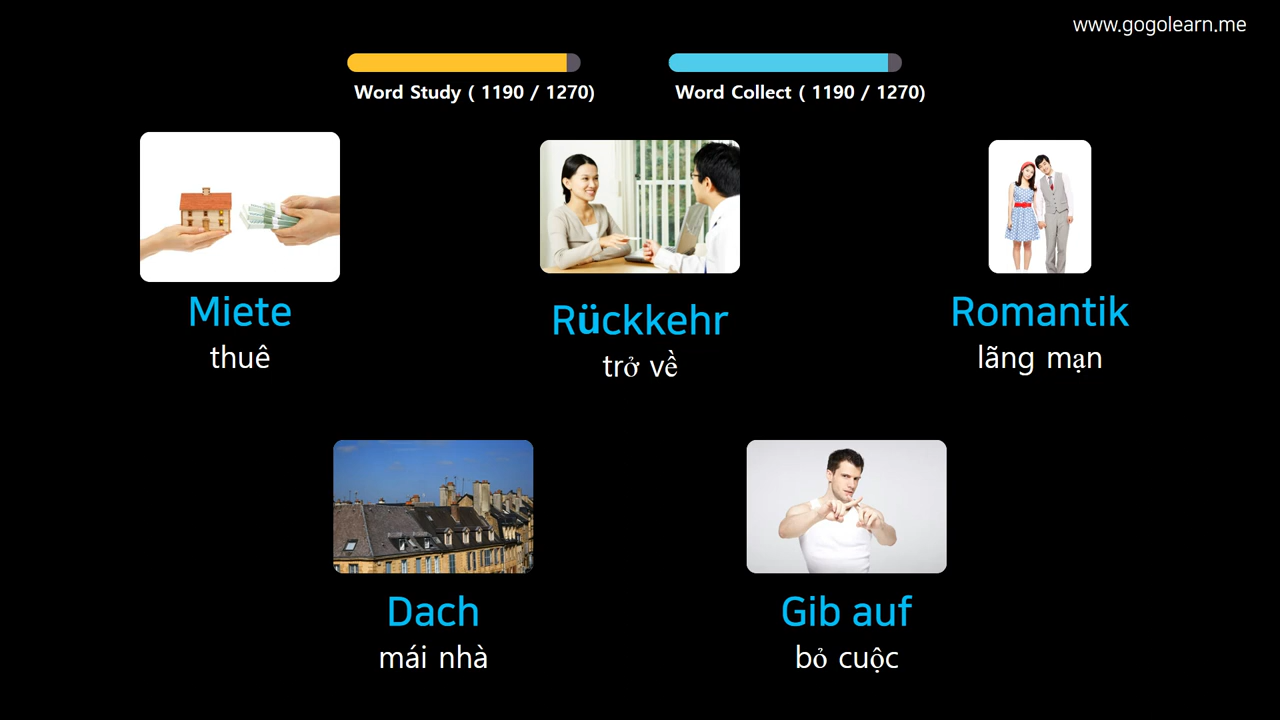 www.gogolearn.me
Word Study ( 1190 / 1270)
Word Collect ( 1190 / 1270)
Miete
thuê
Rückkehr
trở về
Romantik
lãng mạn
Dach
mái nhà
Gib auf
bỏ cuộc